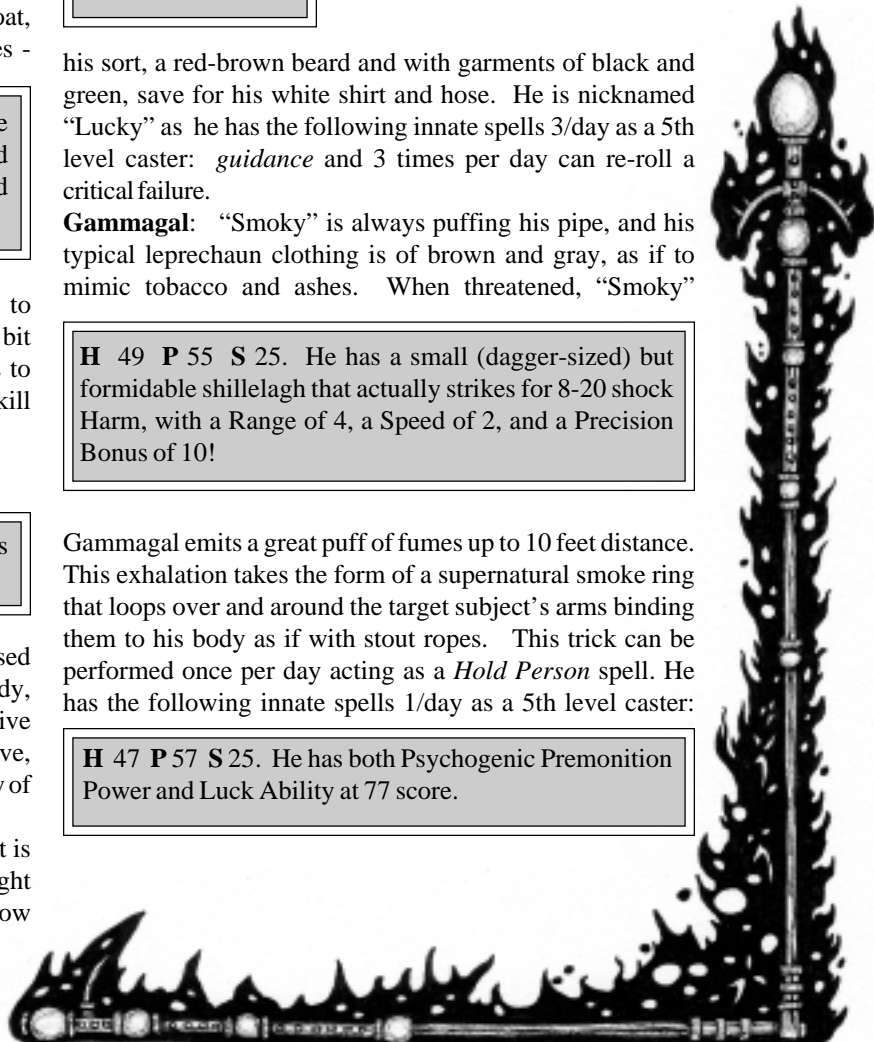 oat,
es -
e
d
d
to
bit
to
kill
s
sed
dy,
ive
ve,
y of
t is
ght
ow
his sort, a red-brown beard and with garments of black and
green, save for his white shirt and hose. He is nicknamed
“Lucky” as he has the following innate spells 3/day as a 5th
level caster: guidance and 3 times per day can re-roll a
critical failure.
Gammagal: “Smoky” is always puffing his pipe, and his
typical leprechaun clothing is of brown and gray, as if to
mimic tobacco and ashes. When threatened, “Smoky”
H 49 P 55 S 25. He has a small (dagger-sized) but
formidable shillelagh that actually strikes for 8-20 shock
Harm, with a Range of 4, a Speed of 2, and a Precision
Bonus of 10!
Gammagal emits a great puff of fumes up to 10 feet distance.
This exhalation takes the form of a supernatural smoke ring
that loops over and around the target subject's arms binding
them to his body as if with stout ropes. This trick can be
performed once per day acting as a Hold Person spell. He
has the following innate spells 1/day as a 5th level caster:
H 47 P 57 S 25. He has both Psychogenic Premonition
Power and Luck Ability at 77 score.